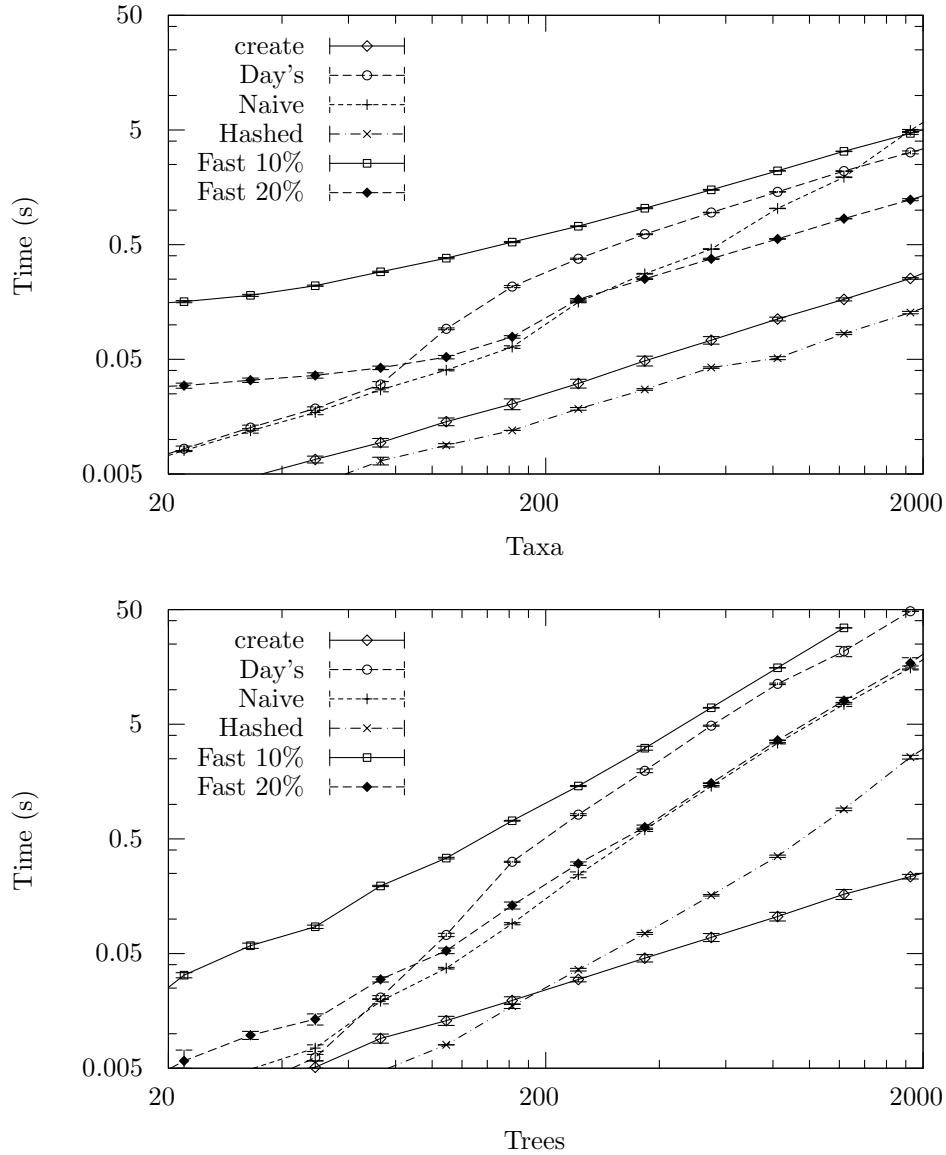 50
5
0.5
0.05
0.005
Time (s)
create
Day's
Naive
Hashed
Fast 10%
Fast 20%
20
200
2000
Taxa
50
5
0.5
0.05
0.005
Time (s)
create
Day's
Naive
Hashed
Fast 10%
Fast 20%
20
200
2000
Trees